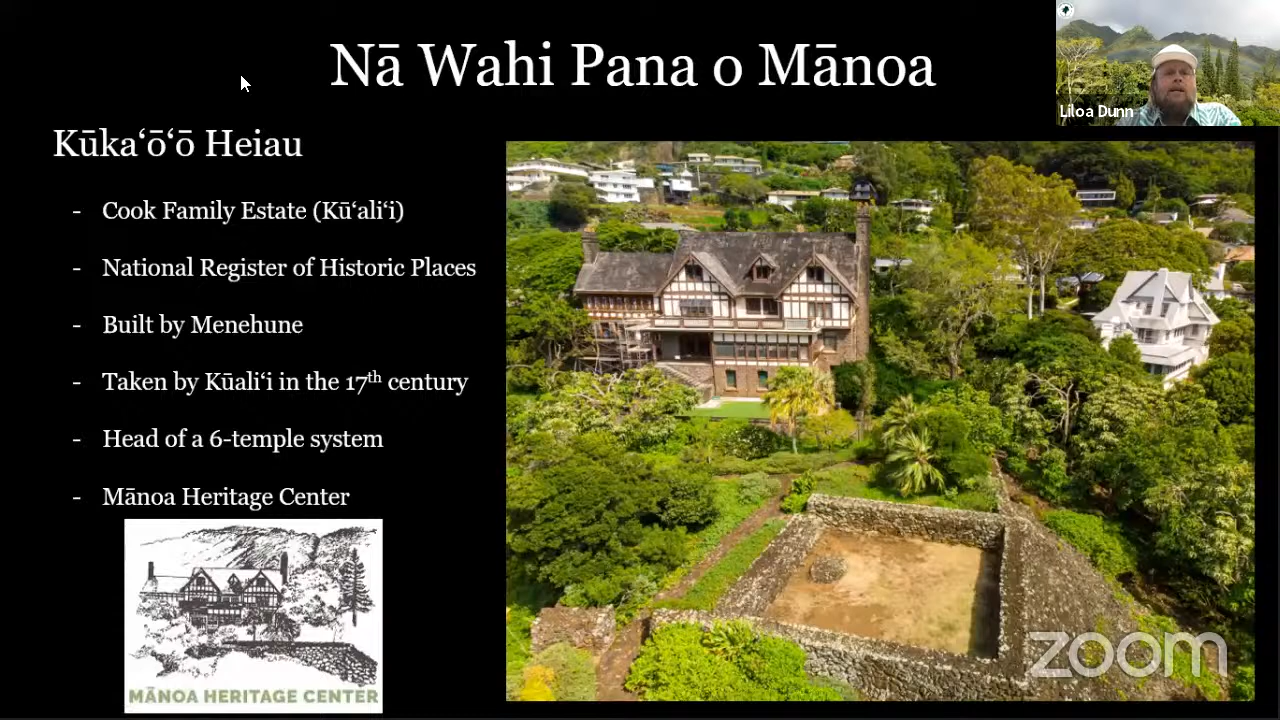 Nā Wahi Pana o Mānoa
Liloa Dunn
Kūkaʻōʻō Heiau
- Cook Family Estate (Kūʻaliʻi)
- National Register of Historic Places
- Built by Menehune
- Taken by Kūaliʻi in the 17th century
- Head of a 6-temple system
- Mānoa Heritage Center
MĀNOA HERITAGE CENTER
zoom